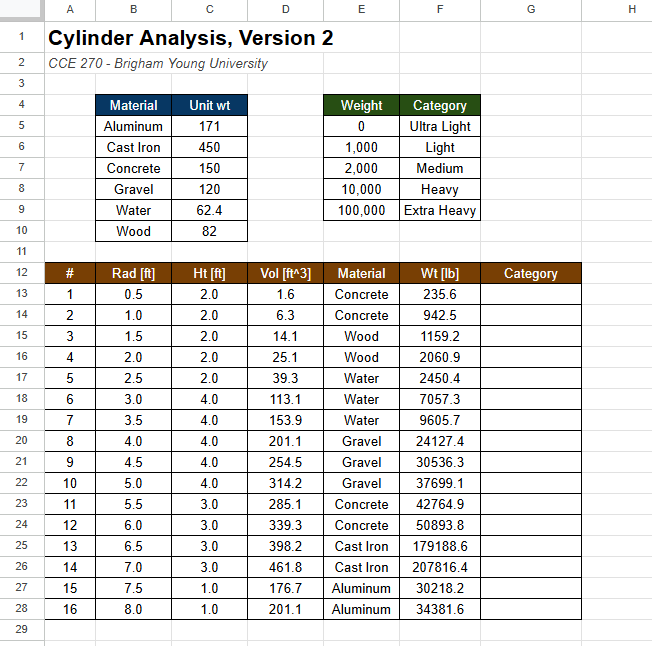 A B C D E F G H
1 Cylinder Analysis, Version 2
2 CCE 270 - Brigham Young University
3
4 Material Unit wt Weight Category
5 Aluminum 171 0 Ultra Light
6 Cast Iron 450 1,000 Light
7 Concrete 150 2,000 Medium
8 Gravel 120 10,000 Heavy
9 Water 62.4 100,000 Extra Heavy
10 Wood 82
11
12 # Rad [ft] Ht [ft] Vol [ft^3] Material Wt [lb] Category
13 1 0.5 2.0 1.6 Concrete 235.6
14 2 1.0 2.0 6.3 Concrete 942.5
15 3 1.5 2.0 14.1 Wood 1159.2
16 4 2.0 2.0 25.1 Wood 2060.9
17 5 2.5 2.0 39.3 Water 2450.4
18 6 3.0 4.0 113.1 Water 7057.3
19 7 3.5 4.0 153.9 Water 9605.7
20 8 4.0 4.0 201.1 Gravel 24127.4
21 9 4.5 4.0 254.5 Gravel 30536.3
22 10 5.0 4.0 314.2 Gravel 37699.1
23 11 5.5 3.0 285.1 Concrete 42764.9
24 12 6.0 3.0 339.3 Concrete 50893.8
25 13 6.5 3.0 398.2 Cast Iron 179188.6
26 14 7.0 3.0 461.8 Cast Iron 207816.4
27 15 7.5 1.0 176.7 Aluminum 30218.2
28 16 8.0 1.0 201.1 Aluminum 34381.6
29